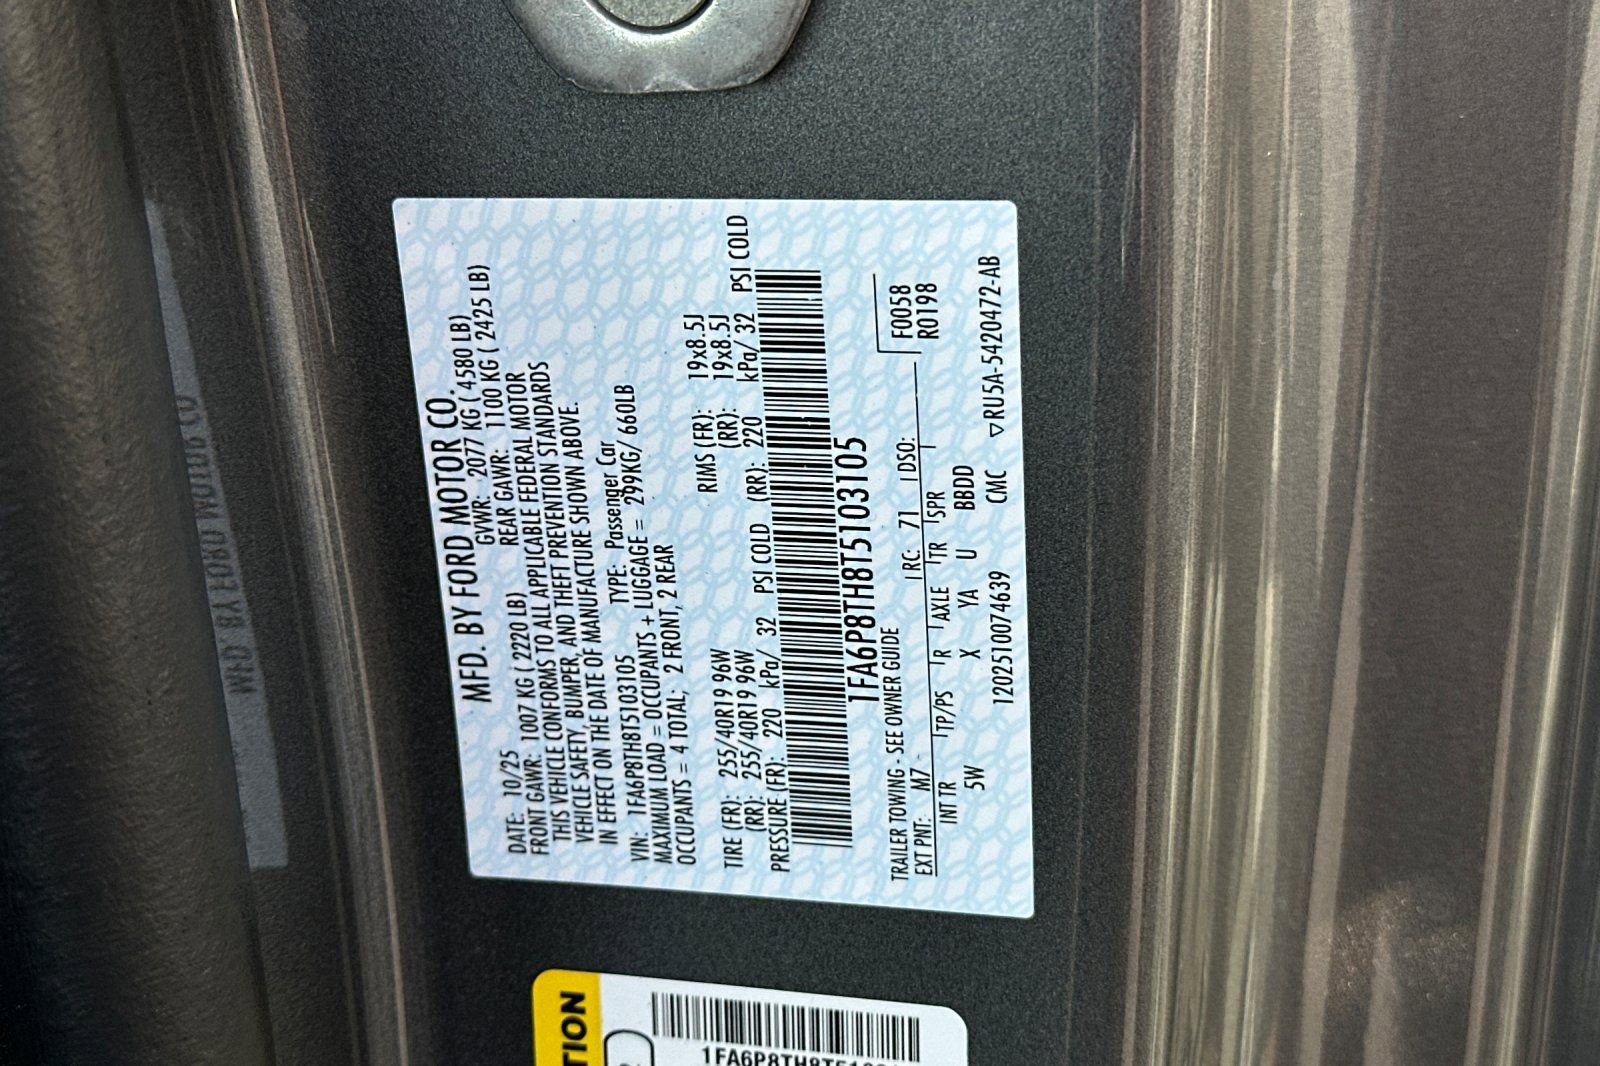 MFD. BY FORD MOTOR CO.
DATE: 10/25 GVWR: 2077 KG ( 4580 LB)
FRONT GAWR: 1007 KG ( 2220 LB) REAR GAWR: 1100 KG ( 2425 LB)
THIS VEHICLE CONFORMS TO ALL APPLICABLE FEDERAL MOTOR
VEHICLE SAFETY, BUMPER, AND THEFT PREVENTION STANDARDS
IN EFFECT ON THE DATE OF MANUFACTURE SHOWN ABOVE.
VIN: 1FA6P8TH8T5103105 TYPE: Passenger Car
MAXIMUM LOAD = OCCUPANTS + LUGGAGE = 299KG/ 660LB
OCCUPANTS = 4 TOTAL; 2 FRONT, 2 REAR
TIRE (FR): 255/40R19 96W RIMS (FR): 19x8.5J
(RR): 255/40R19 96W (RR): 19x8.5J
PRESSURE (FR): 220 kPa/ 32 PSI COLD (RR): 220 kPa/ 32 PSI COLD
1FA6P8TH8T5103105
TRAILER TOWING - SEE OWNER GUIDE F0058
EXT PNT: M7 RC: 71 DSO: R0198
INT TR TP/PS R AXLE TR SPR
5W X YA U BBDD
120251074639 CMC ▽RU5A-5420472-AB
MFD. BY FORD MOTOR CO